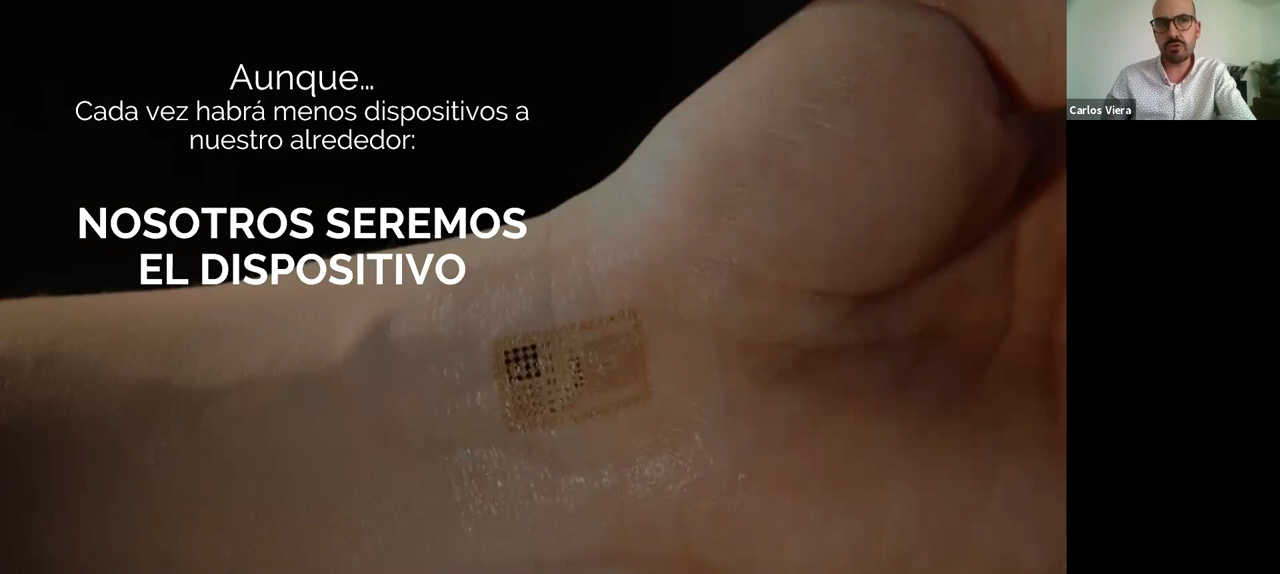 Aunque...
Cada vez habrá menos dispositivos a
nuestro alrededor:
NOSOTROS SEREMOS
EL DISPOSITIVO
Carlos Viera